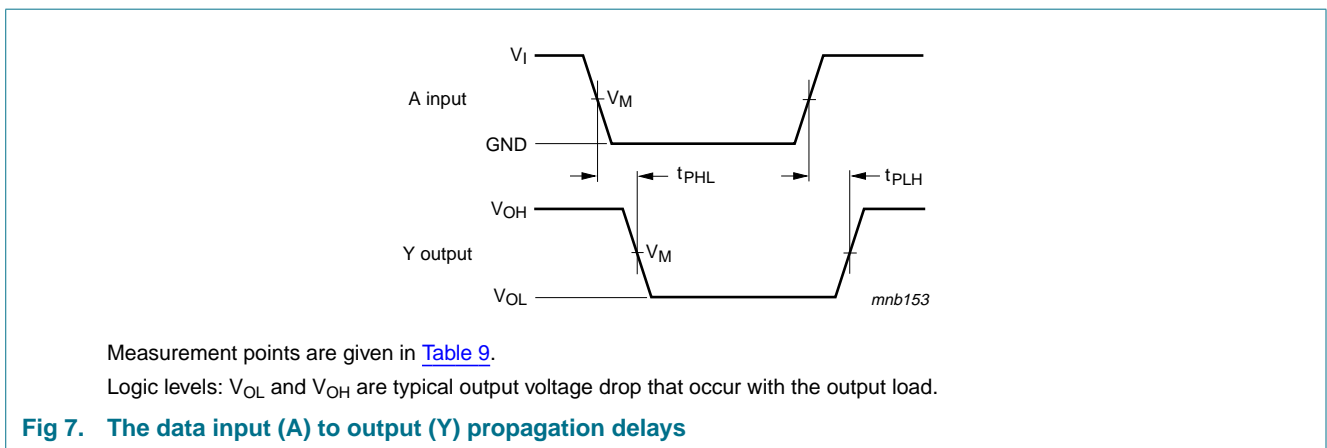 V_I
A input
V_M
GND
t_PHL
t_PLH
V_OH
Y output
V_M
V_OL
mnb153
Measurement points are given in Table 9.
Logic levels: V_OL and V_OH are typical output voltage drop that occur with the output load.
Fig 7. The data input (A) to output (Y) propagation delays